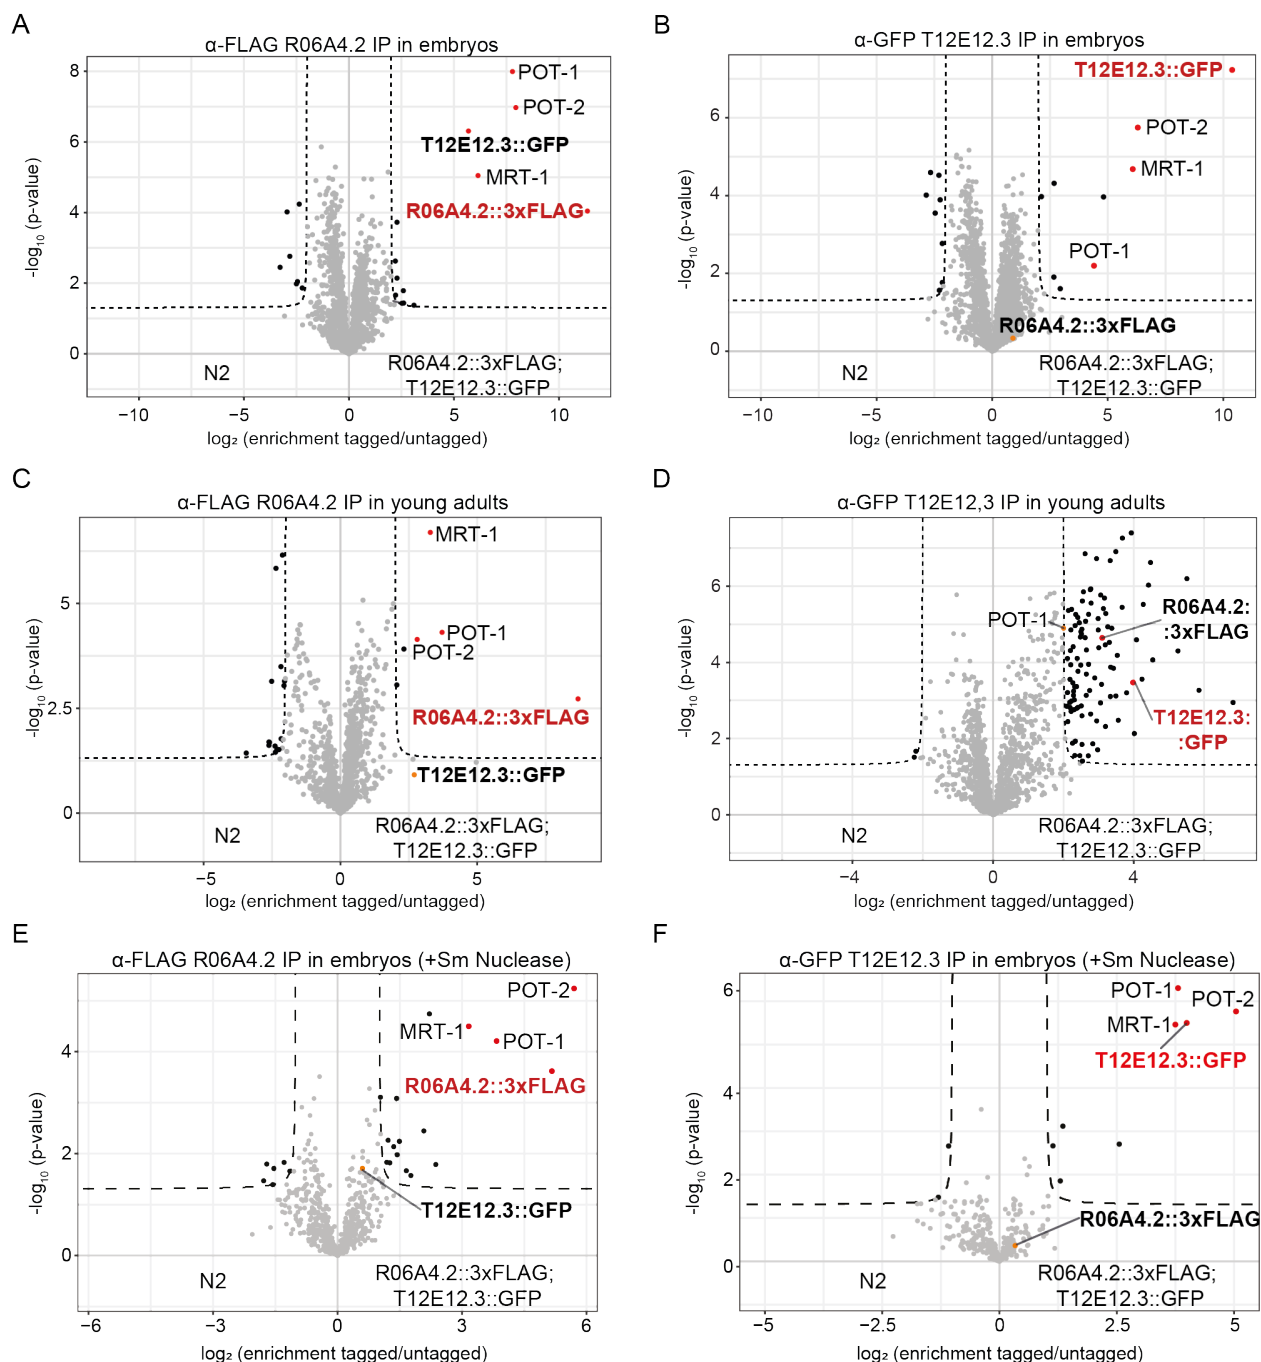 A
α-FLAG R06A4.2 IP in embryos
8
6
4
2
0
-log₁₀ (p-value)
POT-1
POT-2
T12E12.3::GFP
MRT-1
R06A4.2::3xFLAG
N2
R06A4.2::3xFLAG;
T12E12.3::GFP
−10
−5
0
5
10
log₂ (enrichment tagged/untagged)
B
α-GFP T12E12.3 IP in embryos
6
4
2
0
-log₁₀ (p-value)
T12E12.3::GFP
POT-2
MRT-1
POT-1
R06A4.2::3xFLAG
N2
R06A4.2::3xFLAG;
T12E12.3::GFP
−10
−5
0
5
10
log₂ (enrichment tagged/untagged)
C
α-FLAG R06A4.2 IP in young adults
5
2.5
0
-log₁₀ (p-value)
MRT-1
POT-1
POT-2
R06A4.2::3xFLAG
T12E12.3::GFP
N2
R06A4.2::3xFLAG;
T12E12.3::GFP
−5
0
5
log₂ (enrichment tagged/untagged)
D
α-GFP T12E12,3 IP in young adults
6
4
2
0
-log₁₀ (p-value)
POT-1
R06A4.2:
:3xFLAG
T12E12.3:
:GFP
N2
R06A4.2::3xFLAG;
T12E12.3::GFP
−4
0
4
log₂ (enrichment tagged/untagged)
E
α-FLAG R06A4.2 IP in embryos (+Sm Nuclease)
4
2
0
-log₁₀ (p-value)
POT-2
MRT-1
POT-1
R06A4.2::3xFLAG
T12E12.3::GFP
N2
R06A4.2::3xFLAG;
T12E12.3::GFP
−6
−3
0
3
6
log₂ (enrichment tagged/untagged)
F
α-GFP T12E12.3 IP in embryos (+Sm Nuclease)
6
4
2
0
-log₁₀ (p-value)
POT-1
POT-2
MRT-1
T12E12.3::GFP
R06A4.2::3xFLAG
N2
R06A4.2::3xFLAG;
T12E12.3::GFP
−5
−2.5
0
2.5
5
log₂ (enrichment tagged/untagged)